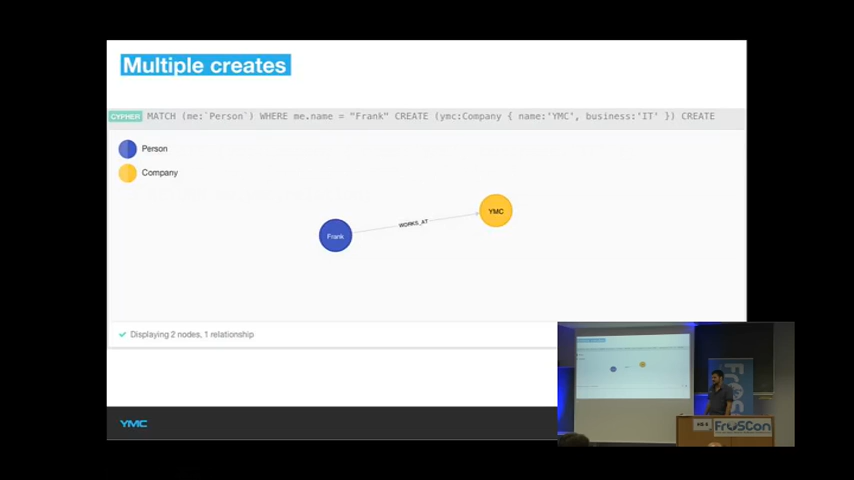 Multiple creates
CYPHER MATCH (me:`Person`) WHERE me.name = "Frank" CREATE (ymc:Company { name:'YMC', business:'IT' }) CREATE
Person
Company
Frank
WORKS_AT
YMC
Displaying 2 nodes, 1 relationship
YMC
FrOSCon